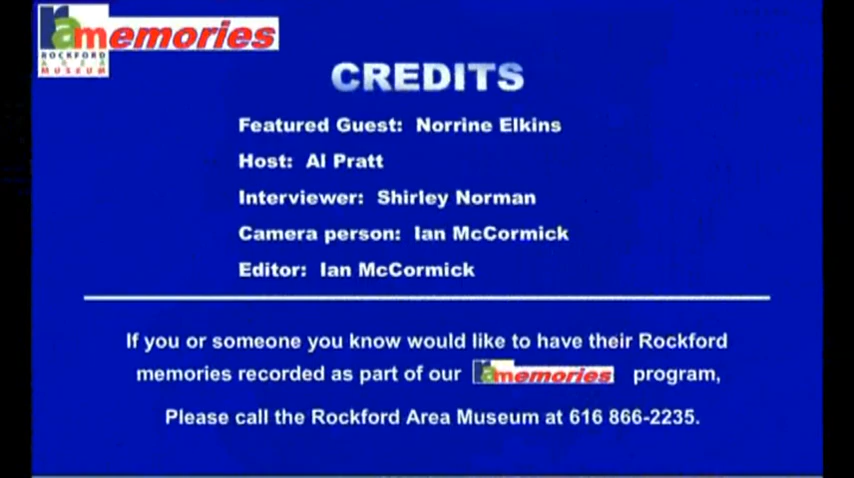 ramemories
ROCKFORD
AREA
MUSEUM
CREDITS
Featured Guest: Norrine Elkins
Host: Al Pratt
Interviewer: Shirley Norman
Camera person: Ian McCormick
Editor: Ian McCormick
If you or someone you know would like to have their Rockford
memories recorded as part of our ramemories program,
Please call the Rockford Area Museum at 616 866-2235.